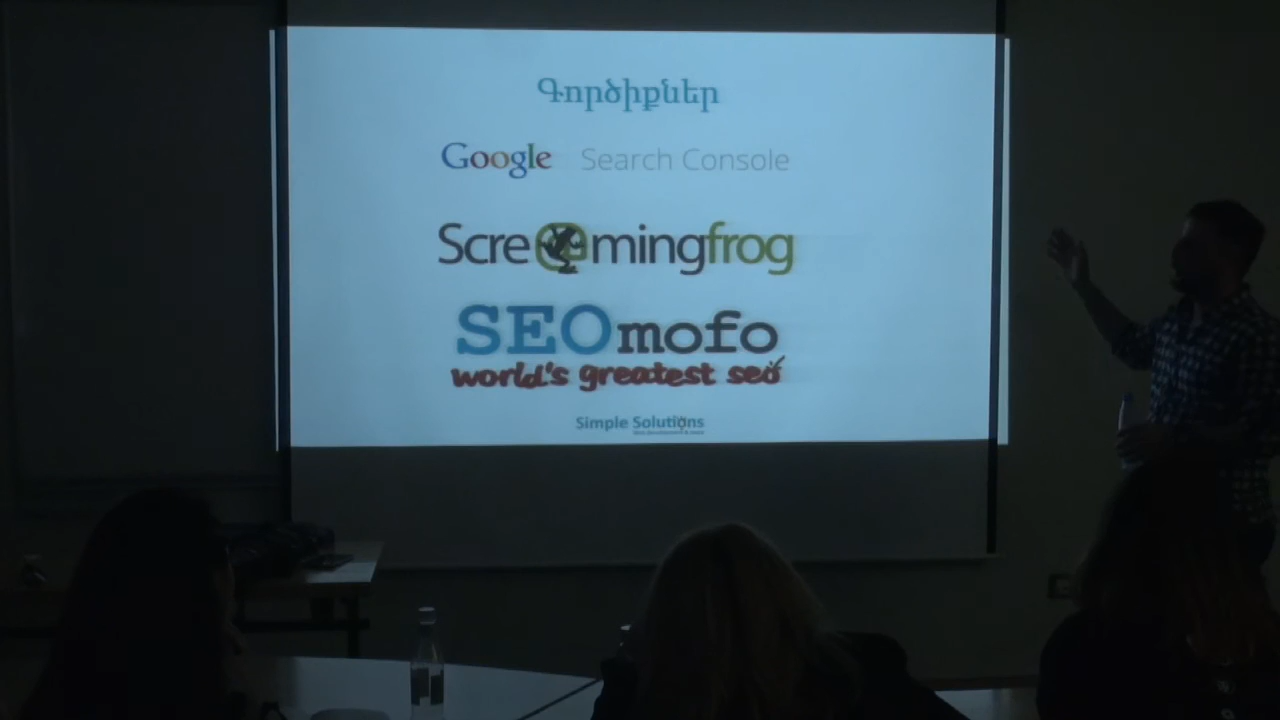 Գործիքներ
Google Search Console
Screamingfrog
SEOmofo
world's greatest seo
Simple Solutions